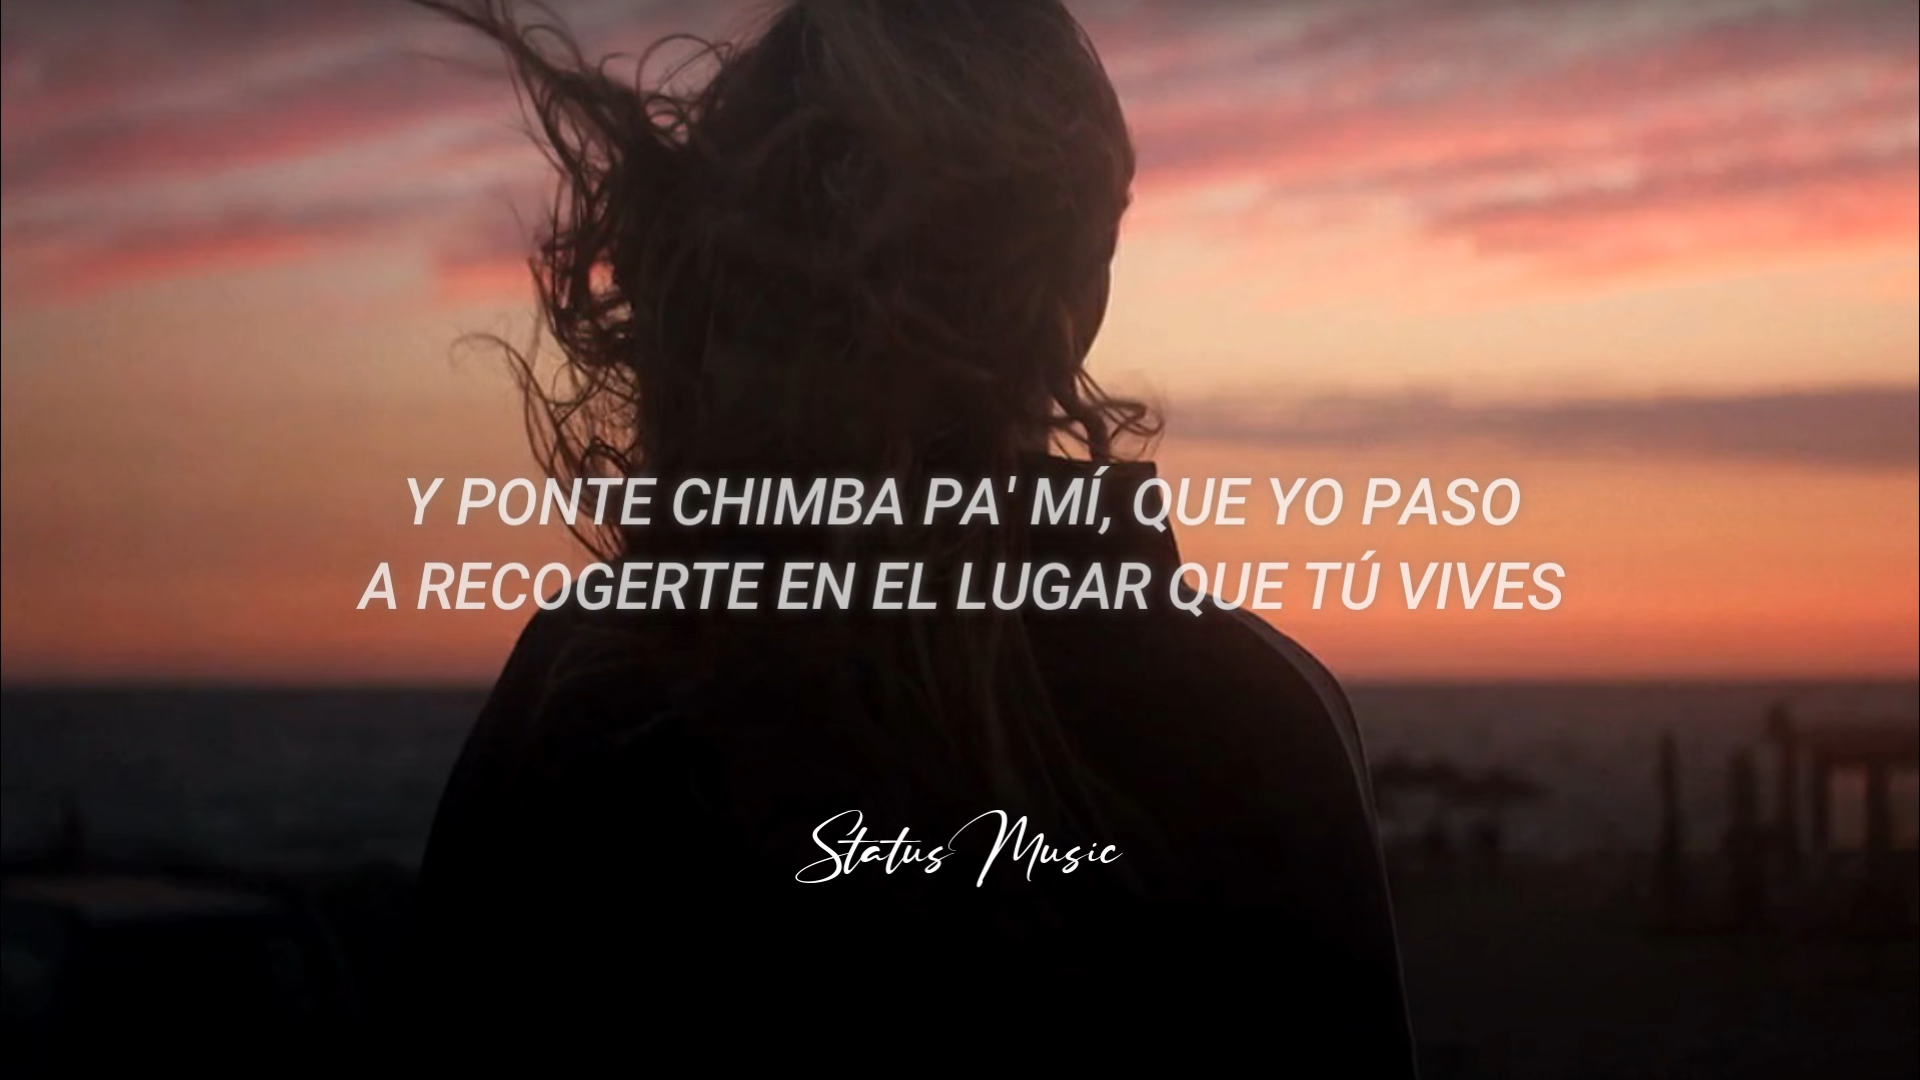 Y PONTE CHIMBA PA' MÍ, QUE YO PASO
A RECOGERTE EN EL LUGAR QUE TÚ VIVES
Status Music